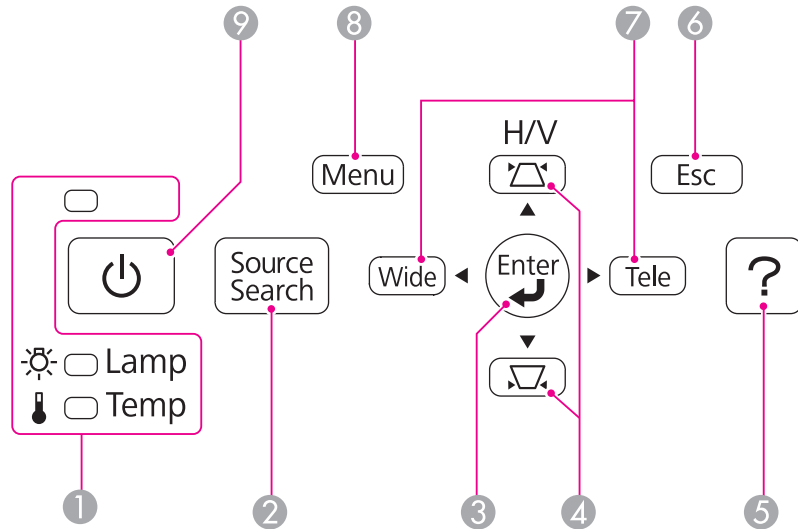 9
8
7
6
H/V
Menu
Esc
Source
Search
Wide
Enter
Tele
?
Lamp
Temp
1
2
3
4
5